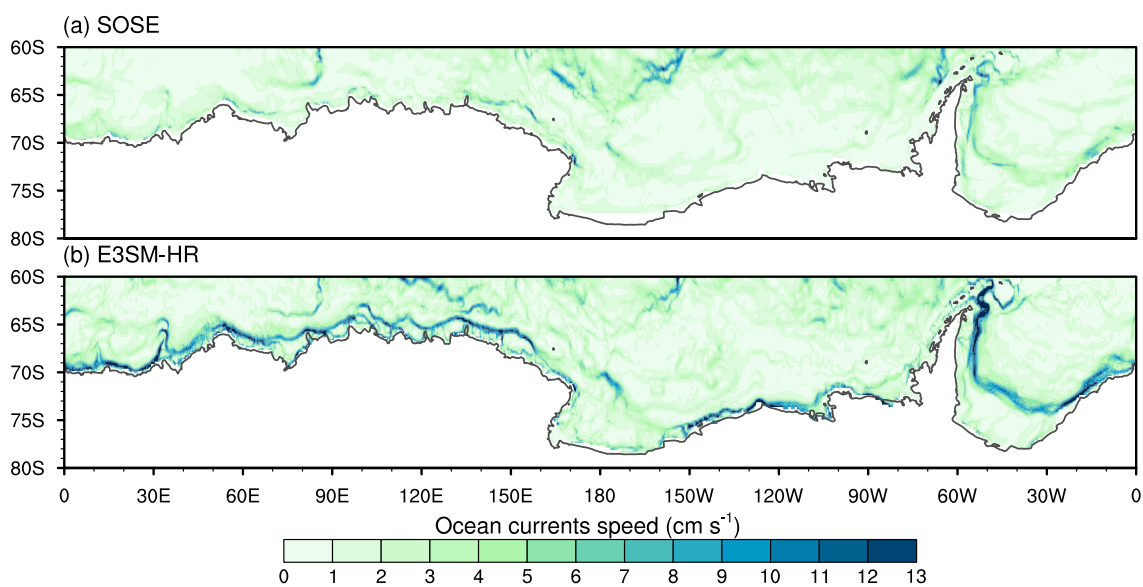 (a) SOSE
60S
65S
70S
75S
80S
(b) E3SM-HR
60S
65S
70S
75S
80S
0 30E 60E 90E 120E 150E 180 150W 120W 90W 60W 30W 0
Ocean currents speed (cm s⁻¹)
0 1 2 3 4 5 6 7 8 9 10 11 12 13